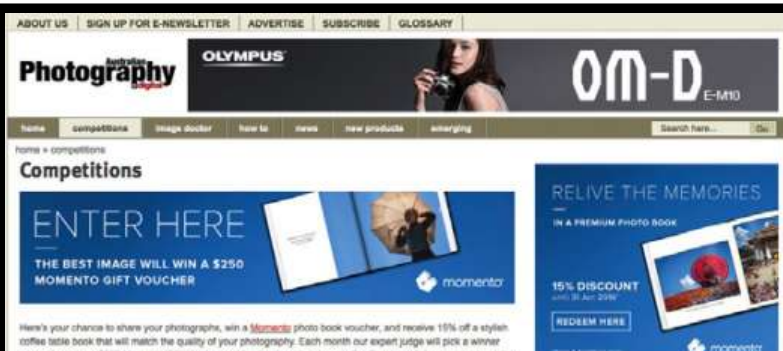 ABOUT US | SIGN UP FOR E-NEWSLETTER | ADVERTISE | SUBSCRIBE | GLOSSARY
Australian
Photography
digital
OLYMPUS
OM-D
E-M10
home competitions image doctor how to news new products emerging
Search here... Go
home » competitions
Competitions
ENTER HERE
THE BEST IMAGE WILL WIN A $250
MOMENTO GIFT VOUCHER
momento
RELIVE THE MEMORIES
IN A PREMIUM PHOTO BOOK
15% DISCOUNT
REDEEM HERE
momento
Here's your chance to share your photographs, win a Momento photo book voucher, and receive 15% off a stylish
coffee table book that will match the quality of your photography. Each month our expert judge will pick a winner